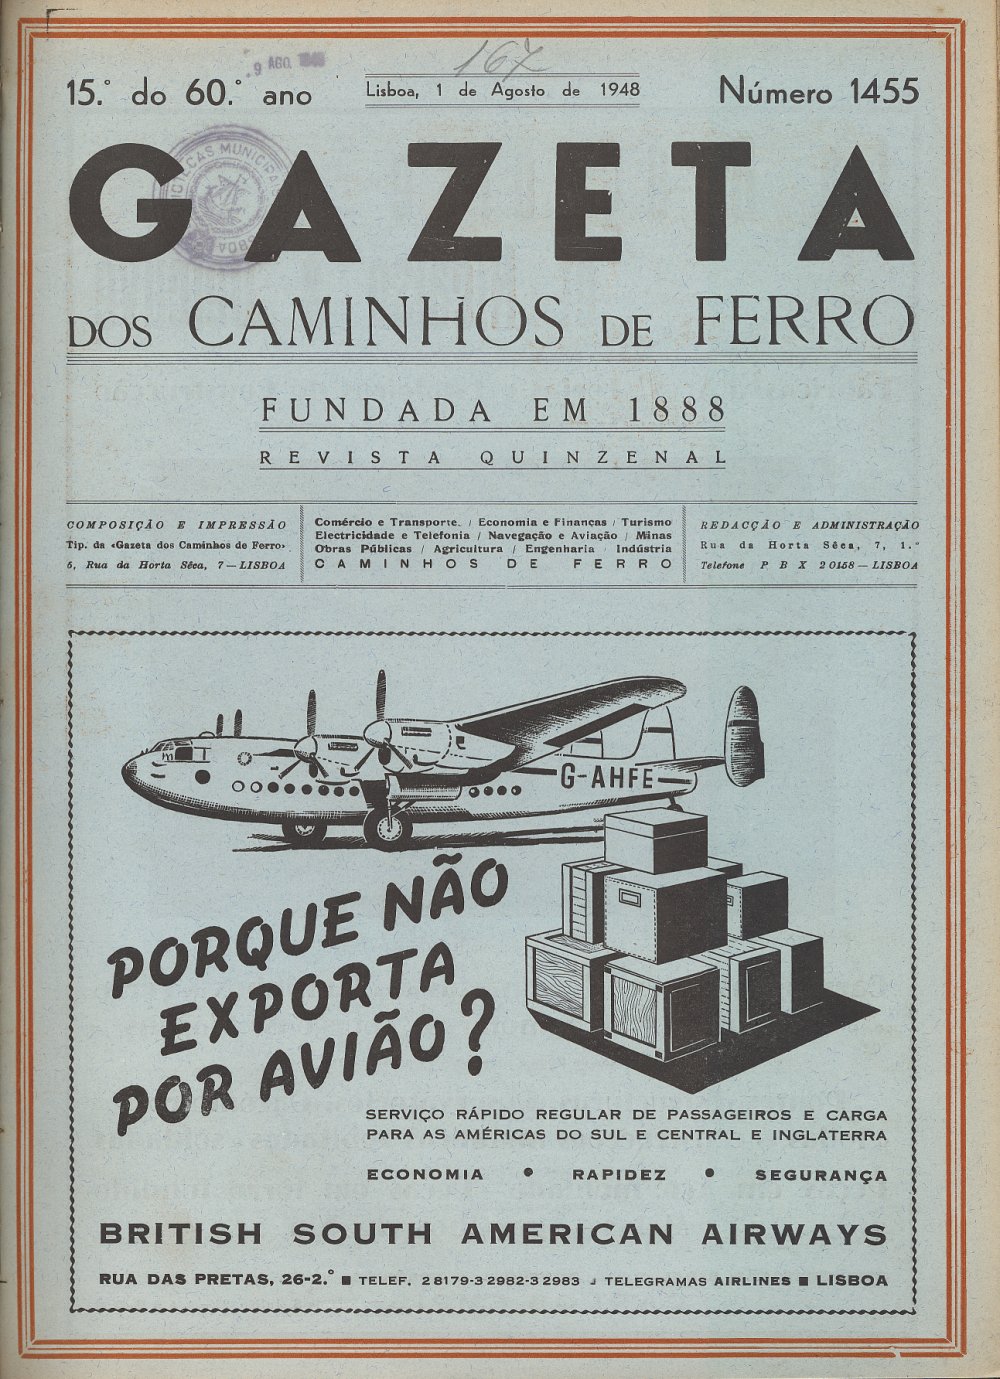 9 AGO. 1948
167
15.° do 60.° ano
Lisboa, 1 de Agosto de 1948
Número 1455
GAZETA
DOS CAMINHOS DE FERRO
FUNDADA EM 1888
REVISTA QUINZENAL
COMPOSIÇÃO E IMPRESSÃO
Tip. da «Gazeta dos Caminhos de Ferro»
5, Rua da Horta Sêca, 7 — LISBOA
Comércio e Transporte. / Economia e Finanças / Turismo
Electricidade e Telefonia / Navegação e Aviação / Minas
Obras Públicas / Agricultura / Engenharia / Indústria
CAMINHOS DE FERRO
REDACÇÃO E ADMINISTRAÇÃO
Rua da Horta Sêca, 7, 1.°
Telefone P B X 20158 — LISBOA
G-AHFE
PORQUE NÃO
EXPORTA
POR AVIÃO?
SERVIÇO RÁPIDO REGULAR DE PASSAGEIROS E CARGA
PARA AS AMÉRICAS DO SUL E CENTRAL E INGLATERRA
ECONOMIA • RAPIDEZ • SEGURANÇA
BRITISH SOUTH AMERICAN AIRWAYS
RUA DAS PRETAS, 26-2.° ■ TELEF. 28179-32982-32983 ■ TELEGRAMAS AIRLINES ■ LISBOA